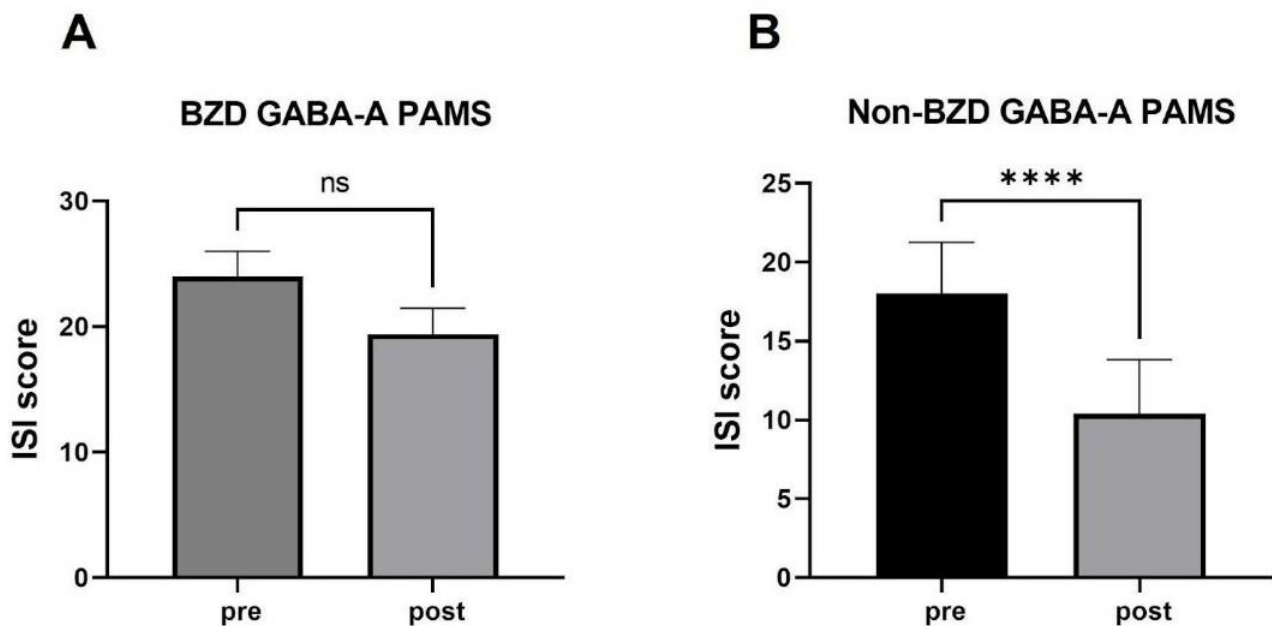 A
BZD GABA-A PAMS
ns
30
20
10
0
ISI score
pre post
B
Non-BZD GABA-A PAMS
****
25
20
15
10
5
0
ISI score
pre post